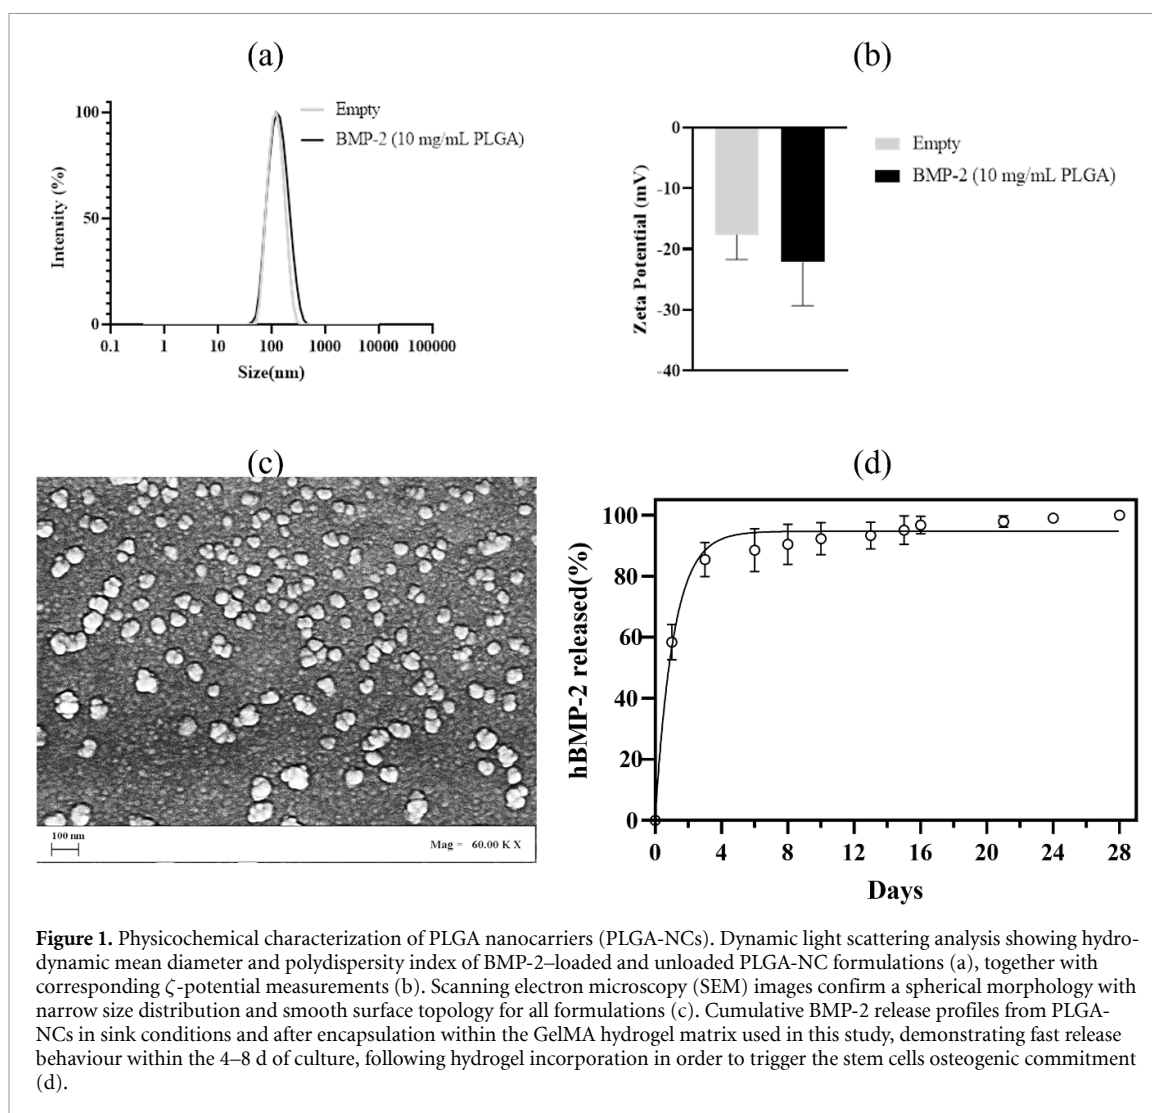 (a)
100
50
0
Intensity (%)
0.1 1 10 100 1000 10000 100000
Size(nm)
Empty
BMP-2 (10 mg/mL PLGA)
(b)
0
-10
-20
-30
-40
Zeta Potential (mV)
Empty
BMP-2 (10 mg/mL PLGA)
(c)
100 nm
Mag = 60.00 K X
(d)
100
80
60
40
20
0
hBMP-2 released(%)
0 4 8 12 16 20 24 28
Days
Figure 1. Physicochemical characterization of PLGA nanocarriers (PLGA-NCs). Dynamic light scattering analysis showing hydro-
dynamic mean diameter and polydispersity index of BMP-2–loaded and unloaded PLGA-NC formulations (a), together with
corresponding ζ-potential measurements (b). Scanning electron microscopy (SEM) images confirm a spherical morphology with
narrow size distribution and smooth surface topology for all formulations (c). Cumulative BMP-2 release profiles from PLGA-
NCs in sink conditions and after encapsulation within the GelMA hydrogel matrix used in this study, demonstrating fast release
behaviour within the 4–8 d of culture, following hydrogel incorporation in order to trigger the stem cells osteogenic commitment
(d).